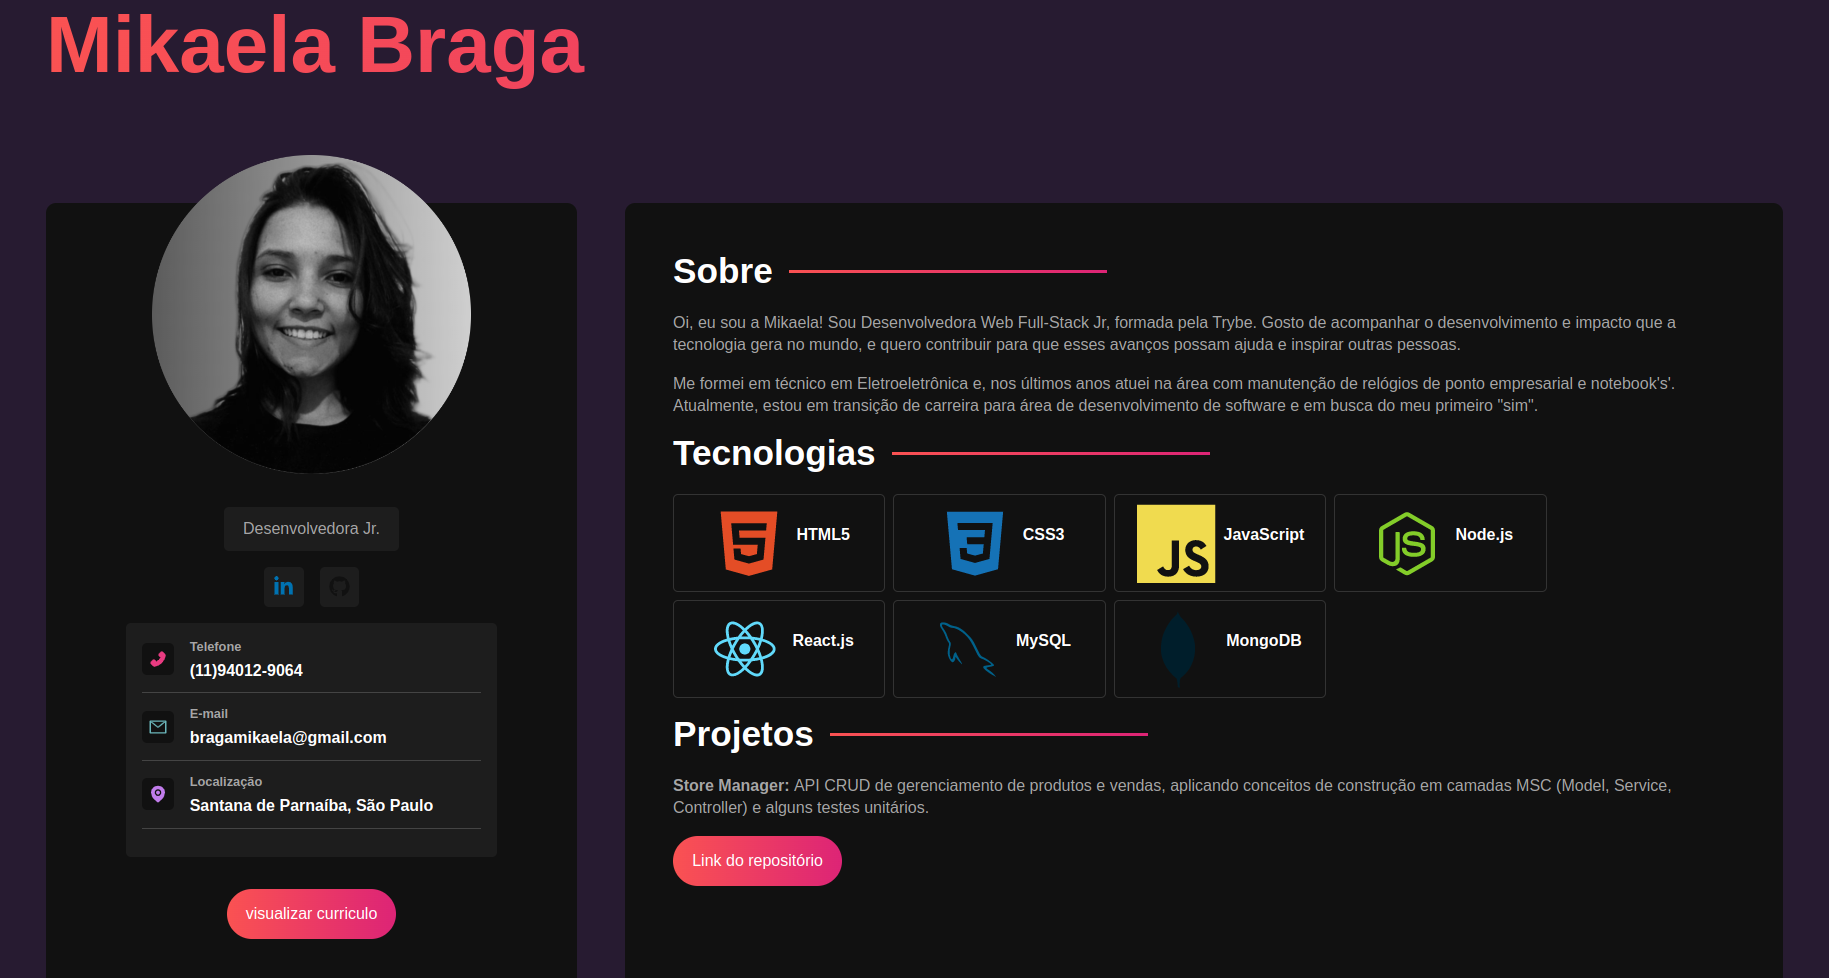 Mikaela Braga
Desenvolvedora Jr.
in
Telefone
(11)94012-9064
E-mail
bragamikaela@gmail.com
Localização
Santana de Parnaíba, São Paulo
visualizar curriculo
Sobre
Oi, eu sou a Mikaela! Sou Desenvolvedora Web Full-Stack Jr, formada pela Trybe. Gosto de acompanhar o desenvolvimento e impacto que a
tecnologia gera no mundo, e quero contribuir para que esses avanços possam ajuda e inspirar outras pessoas.
Me formei em técnico em Eletroeletrônica e, nos últimos anos atuei na área com manutenção de relógios de ponto empresarial e notebook's'.
Atualmente, estou em transição de carreira para área de desenvolvimento de software e em busca do meu primeiro "sim".
Tecnologias
5 HTML5
3 CSS3
JS JavaScript
JS Node.js
React.js
MySQL
MongoDB
Projetos
Store Manager: API CRUD de gerenciamento de produtos e vendas, aplicando conceitos de construção em camadas MSC (Model, Service,
Controller) e alguns testes unitários.
Link do repositório